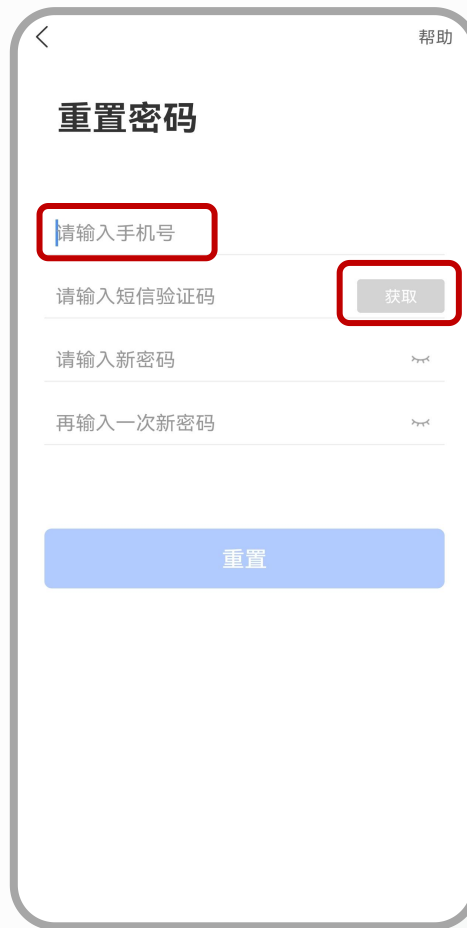 帮助
重置密码
请输入手机号
请输入短信验证码 获取
请输入新密码
再输入一次新密码
重置